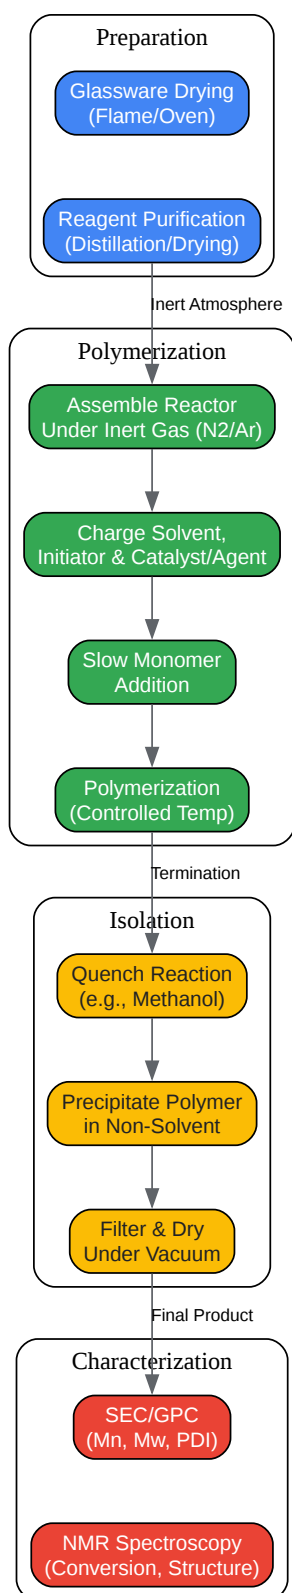 Preparation
Glassware Drying
(Flame/Oven)
Reagent Purification
(Distillation/Drying)
Inert Atmosphere
Polymerization
Assemble Reactor
Under Inert Gas (N2/Ar)
Charge Solvent,
Initiator & Catalyst/Agent
Slow Monomer
Addition
Polymerization
(Controlled Temp)
Termination
Isolation
Quench Reaction
(e.g., Methanol)
Precipitate Polymer
in Non-Solvent
Filter & Dry
Under Vacuum
Final Product
Characterization
SEC/GPC
(Mn, Mw, PDI)
NMR Spectroscopy
(Conversion, Structure)